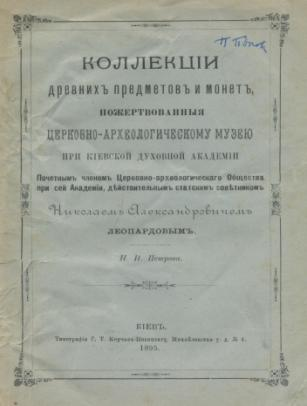 КОЛЛЕКЦІИ
ДРЕВНИХЪ ПРЕДМЕТОВЪ И МОНЕТЪ,
ПОЖЕРТВОВАННЫЯ
ЦЕРКОВНО-АРХЕОЛОГИЧЕСКОМУ МУЗЕЮ
ПРИ КІЕВСКОЙ ДУХОВНОЙ АКАДЕМІИ
Почетнымъ членомъ Церковно-археологическаго Общества
при сей Академіи, дѣйствительнымъ статскимъ совѣтникомъ
Николаемъ Александровичемъ
ЛЕОПАРДОВЫМЪ.
Н. И. Петрова.
КІЕВЪ.
Типографія Г. Т. Корчакъ-Новицкаго, Михайловская у. д. № 4.
1895.